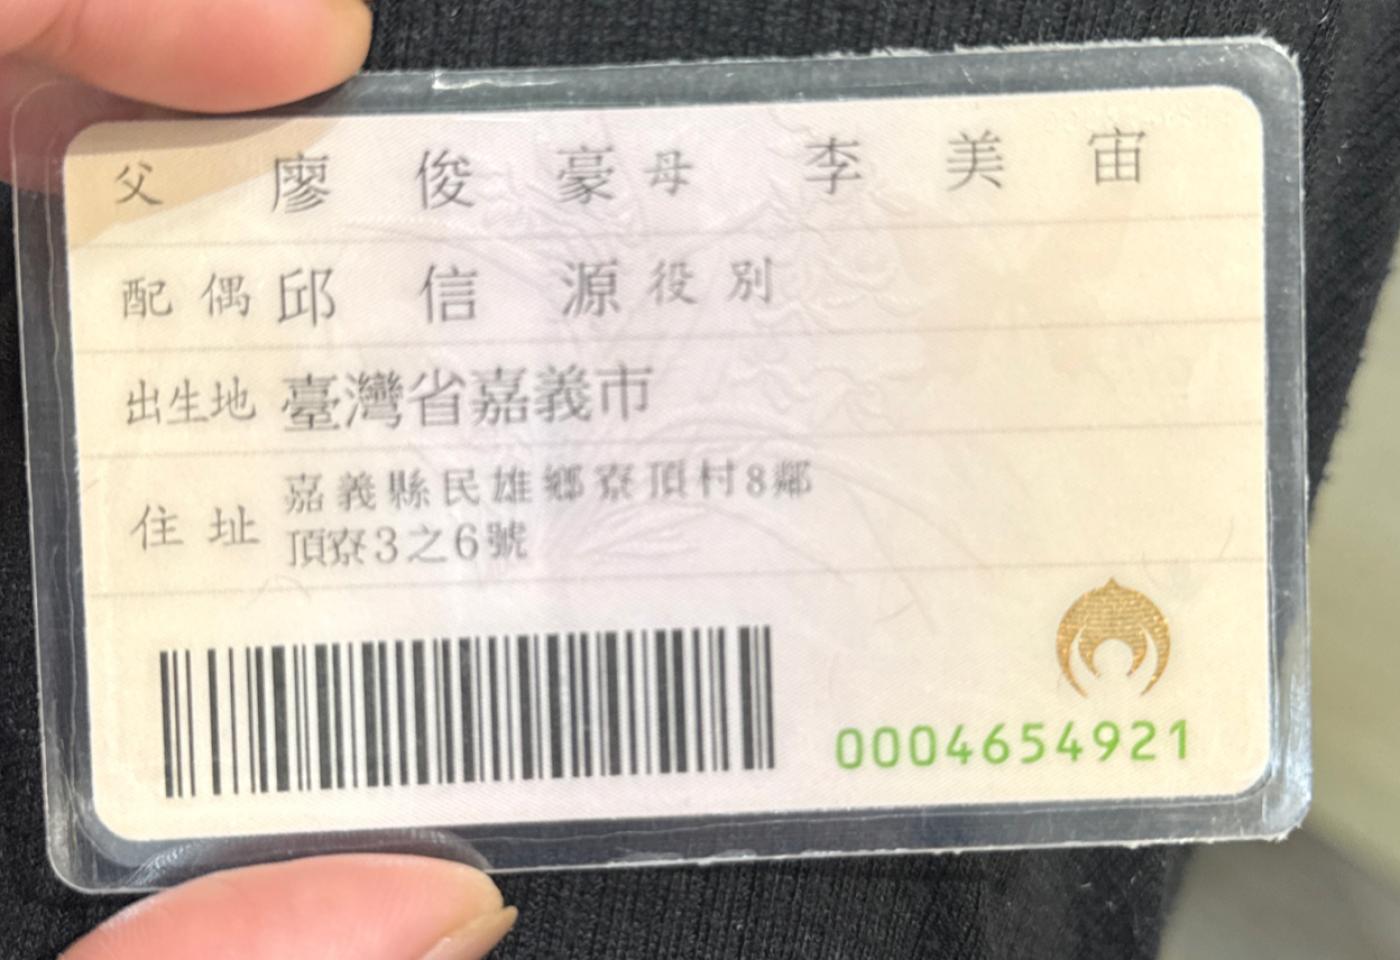 父 廖俊豪 母 李美宙
配偶 邱信源 役別
出生地 臺灣省嘉義市
住址 嘉義縣民雄鄉寮頂村8鄰
頂寮3之6號
0004654921